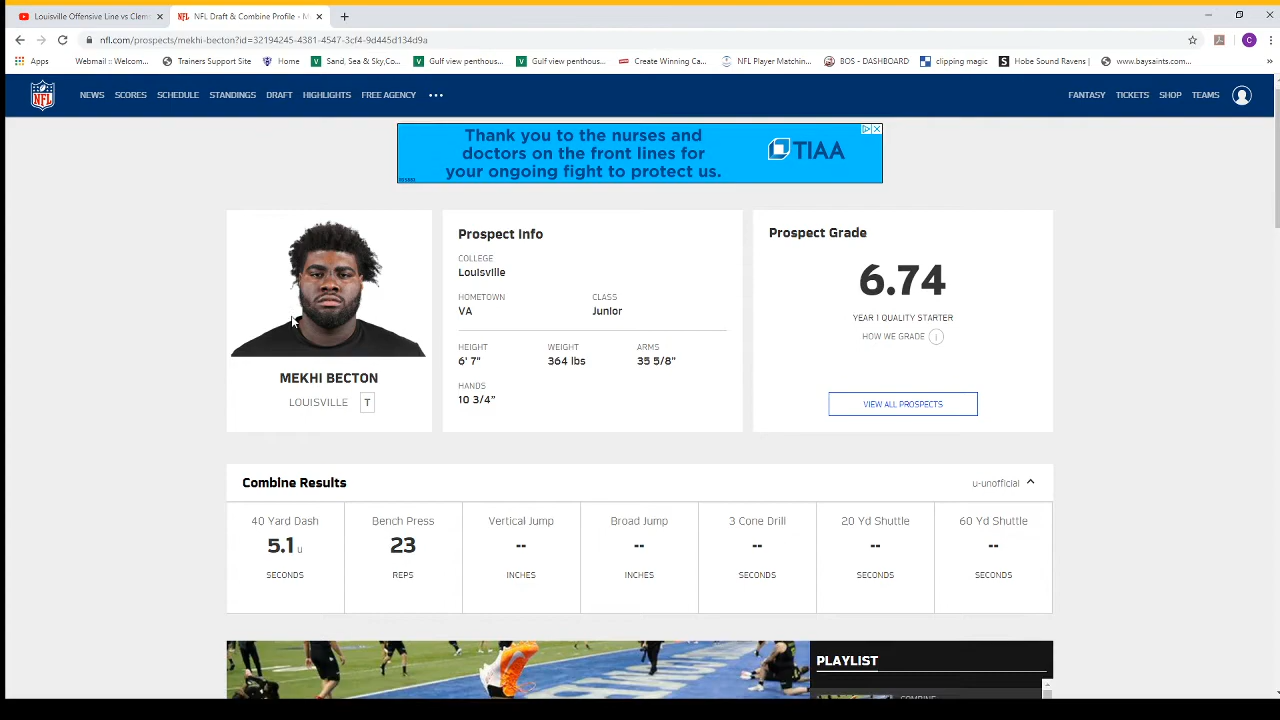 Louisville Offensive Line vs Clem
NFL Draft & Combine Profile - M
nfl.com/prospects/mekhi-becton?id=32194245-4381-4547-3cf4-9d445d134d9a
Apps Webmail :: Welcom... Trainers Support Site Home Sand, Sea & Sky,Co... Gulf view penthous... Gulf view penthous... Create Winning Ca... NFL Player Matchin... BOS - DASHBOARD clipping magic Hobe Sound Ravens | www.baysaints.com...
NFL NEWS SCORES SCHEDULE STANDINGS DRAFT HIGHLIGHTS FREE AGENCY FANTASY TICKETS SHOP TEAMS
Thank you to the nurses and
doctors on the front lines for
your ongoing fight to protect us.
TIAA
MEKHI BECTON
LOUISVILLE T
Prospect Info
COLLEGE
Louisville
HOMETOWN CLASS
VA Junior
HEIGHT WEIGHT ARMS
6' 7" 364 lbs 35 5/8"
HANDS
10 3/4"
Prospect Grade
6.74
YEAR 1 QUALITY STARTER
HOW WE GRADE
VIEW ALL PROSPECTS
Combine Results u-unofficial
40 Yard Dash Bench Press Vertical Jump Broad Jump 3 Cone Drill 20 Yd Shuttle 60 Yd Shuttle
5.1 u 23 -- -- -- -- --
SECONDS REPS INCHES INCHES SECONDS SECONDS SECONDS
PLAYLIST
COMBINE